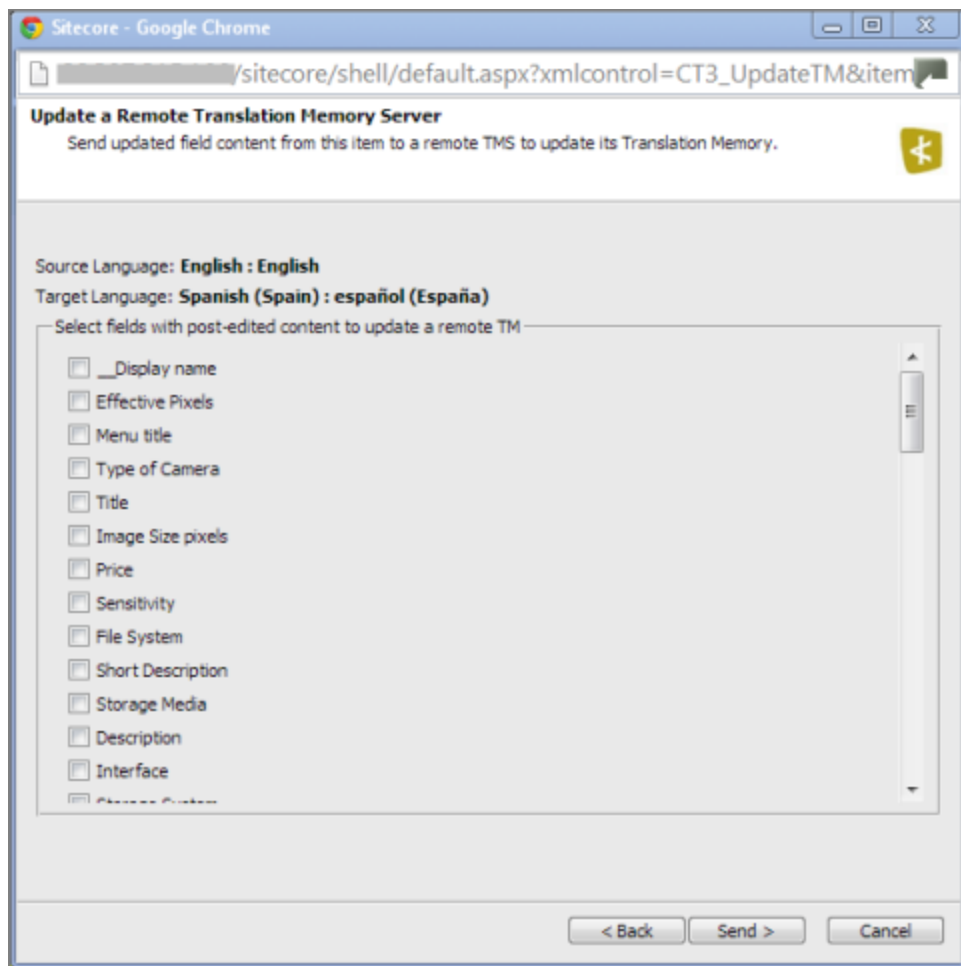 Sitecore - Google Chrome
/sitecore/shell/default.aspx?xmlcontrol=CT3_UpdateTM&item
Update a Remote Translation Memory Server
Send updated field content from this item to a remote TMS to update its Translation Memory.
Source Language: English : English
Target Language: Spanish (Spain) : español (España)
Select fields with post-edited content to update a remote TM
__Display name
Effective Pixels
Menu title
Type of Camera
Title
Image Size pixels
Price
Sensitivity
File System
Short Description
Storage Media
Description
Interface
Storage System
< Back Send > Cancel